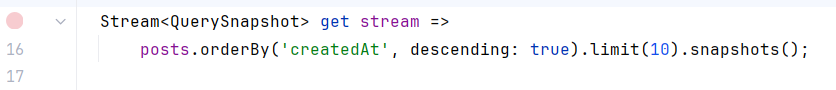 Stream<QuerySnapshot> get stream =>
16 posts.orderBy('createdAt', descending: true).limit(10).snapshots();
17